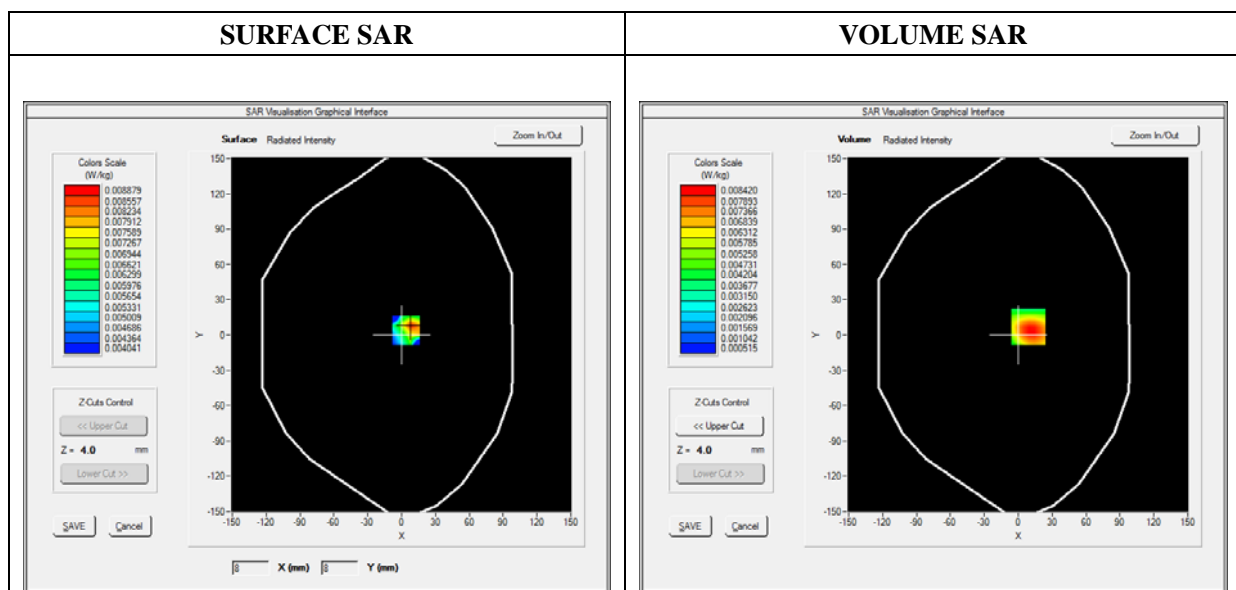 SURFACE SAR
VOLUME SAR
SAR Visualisation Graphical Interface
Surface Radiated Intensity
Zoom In/Out
Colors Scale
(W/kg)
0.008879
0.008557
0.008234
0.007912
0.007589
0.007267
0.006944
0.006621
0.006299
0.005976
0.005654
0.005331
0.005009
0.004686
0.004364
0.004041
Z-Cuts Control
<< Upper Cut
Z = 4.0 mm
Lower Cut >>
SAVE Cancel
150
120
90
60
30
0
-30
-60
-90
-120
-150
Y
-150 -120 -90 -60 -30 0 30 60 90 120 150
X
8 X (mm) 8 Y (mm)
SAR Visualisation Graphical Interface
Volume Radiated Intensity
Zoom In/Out
Colors Scale
(W/kg)
0.008420
0.007893
0.007366
0.006839
0.006312
0.005785
0.005258
0.004731
0.004204
0.003677
0.003150
0.002623
0.002096
0.001569
0.001042
0.000515
Z-Cuts Control
<< Upper Cut
Z = 4.0 mm
Lower Cut >>
SAVE Cancel
150
120
90
60
30
0
-30
-60
-90
-120
-150
Y
-150 -120 -90 -60 -30 0 30 60 90 120 150
X